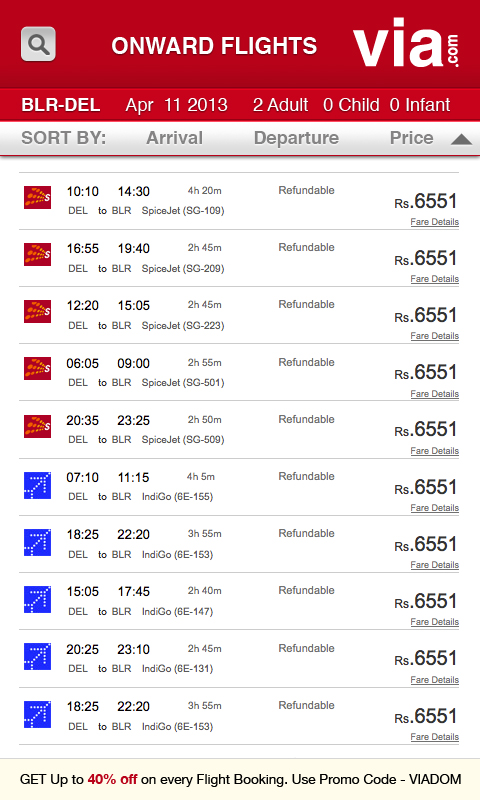 ONWARD FLIGHTS via.com
BLR-DEL Apr 11 2013 2 Adult 0 Child 0 Infant
SORT BY: Arrival Departure Price
10:10 14:30 4h 20m Refundable Rs.6551
DEL to BLR SpiceJet (SG-109) Fare Details
16:55 19:40 2h 45m Refundable Rs.6551
DEL to BLR SpiceJet (SG-209) Fare Details
12:20 15:05 2h 45m Refundable Rs.6551
DEL to BLR SpiceJet (SG-223) Fare Details
06:05 09:00 2h 55m Refundable Rs.6551
DEL to BLR SpiceJet (SG-501) Fare Details
20:35 23:25 2h 50m Refundable Rs.6551
DEL to BLR SpiceJet (SG-509) Fare Details
07:10 11:15 4h 5m Refundable Rs.6551
DEL to BLR IndiGo (6E-155) Fare Details
18:25 22:20 3h 55m Refundable Rs.6551
DEL to BLR IndiGo (6E-153) Fare Details
15:05 17:45 2h 40m Refundable Rs.6551
DEL to BLR IndiGo (6E-147) Fare Details
20:25 23:10 2h 45m Refundable Rs.6551
DEL to BLR IndiGo (6E-131) Fare Details
18:25 22:20 3h 55m Refundable Rs.6551
DEL to BLR IndiGo (6E-153) Fare Details
GET Up to 40% off on every Flight Booking. Use Promo Code - VIADOM